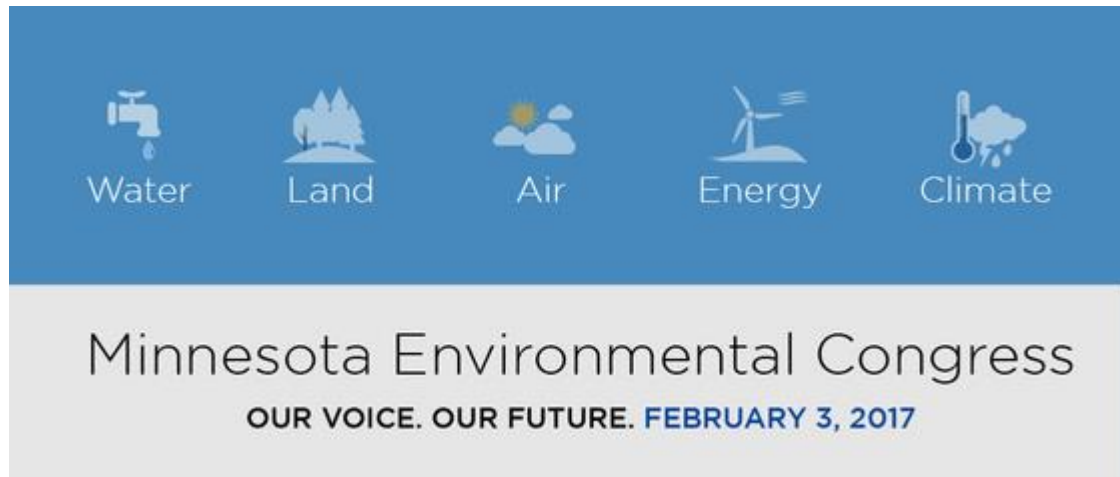 Water Land Air Energy Climate
Minnesota Environmental Congress
OUR VOICE. OUR FUTURE. FEBRUARY 3, 2017